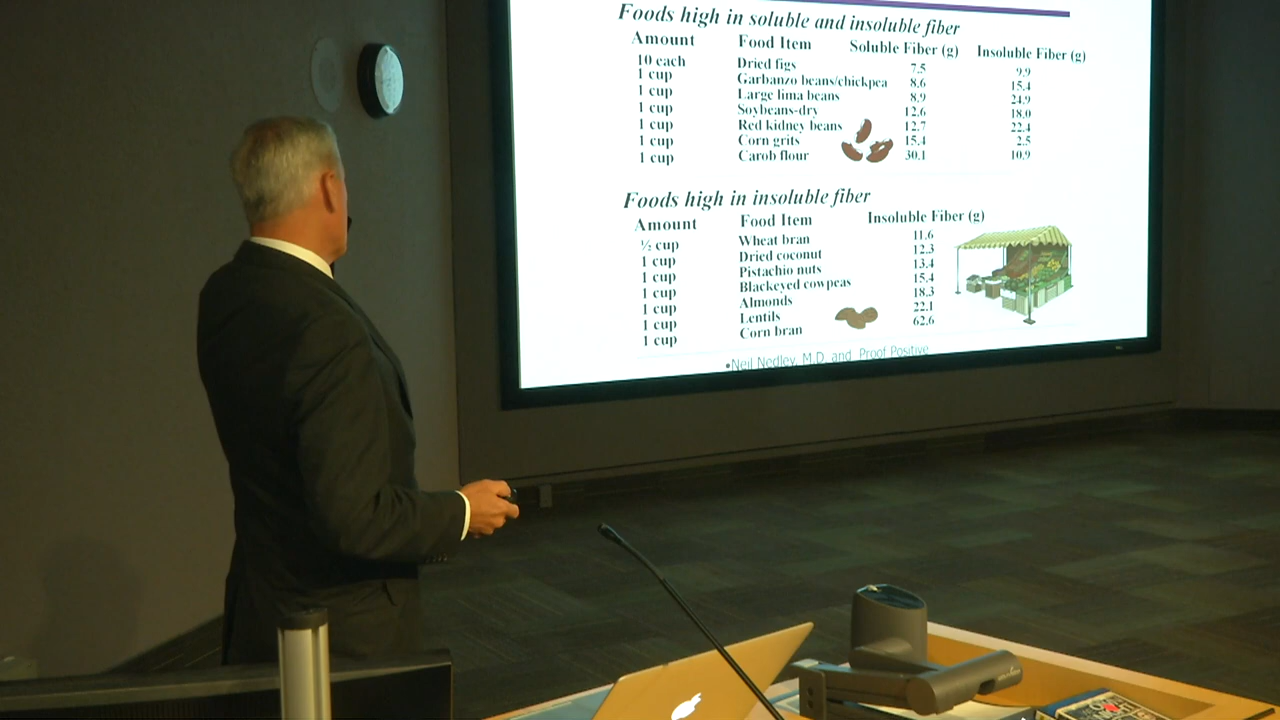 Foods high in soluble and insoluble fiber
Amount Food Item Soluble Fiber (g) Insoluble Fiber (g)
10 each Dried figs 7.5 9.9
1 cup Garbanzo beans/chickpea 8.6 15.4
1 cup Large lima beans 8.9 24.9
1 cup Soybeans-dry 12.6 18.0
1 cup Red kidney beans 12.7 22.4
1 cup Corn grits 15.4 2.5
1 cup Carob flour 30.1 10.9
Foods high in insoluble fiber
Amount Food Item Insoluble Fiber (g)
½ cup Wheat bran 11.6
1 cup Dried coconut 12.3
1 cup Pistachio nuts 13.4
1 cup Blackeyed cowpeas 15.4
1 cup Almonds 18.3
1 cup Lentils 22.1
1 cup Corn bran 62.6
•Neil Nedley, M.D. and Proof Positive